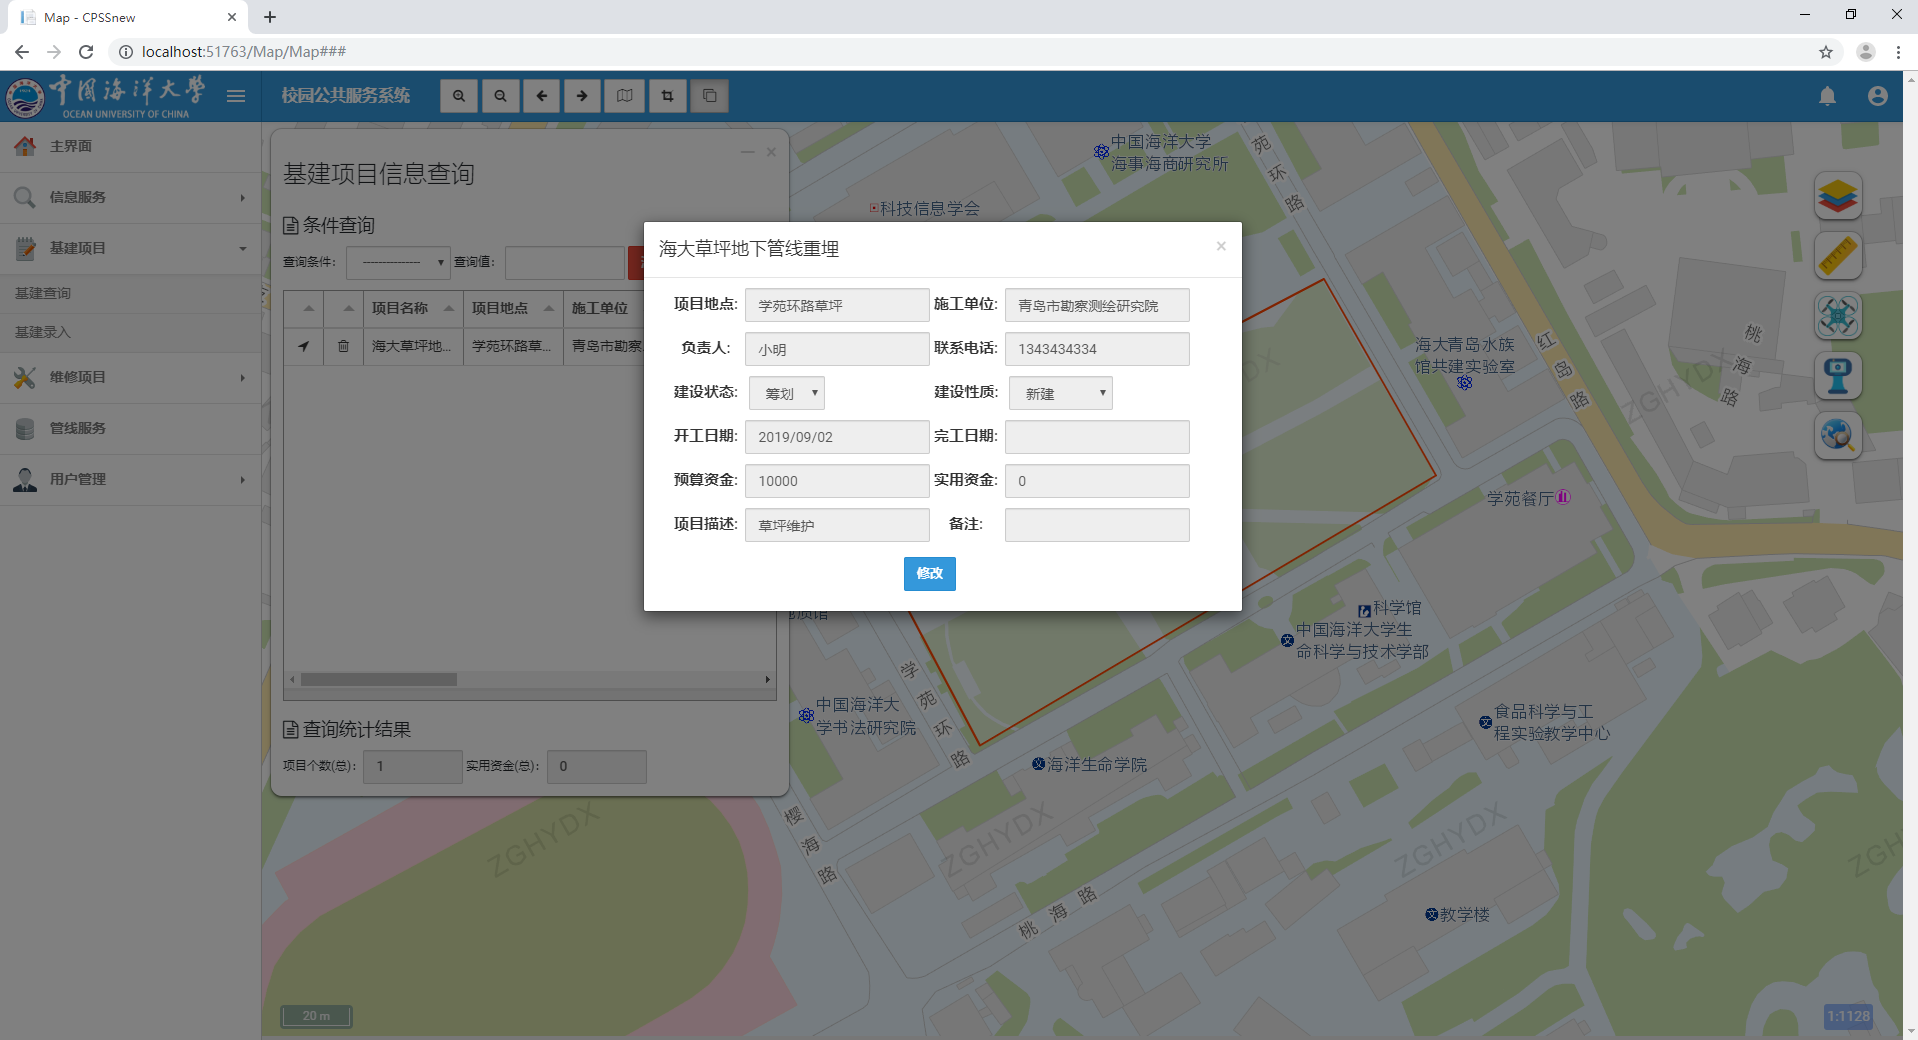 Map - CPSSnew
localhost:51763/Map/Map###
中国海洋大学
OCEAN UNIVERSITY OF CHINA
校园公共服务系统
主界面
信息服务
基建项目
基建查询
基建录入
维修项目
管线服务
用户管理
基建项目信息查询
条件查询
查询条件: --------------- 查询值:
项目名称 项目地点 施工单位
海大草坪地... 学苑环路草... 青岛市勘察
查询统计结果
项目个数(总): 1 实用资金(总): 0
海大草坪地下管线重埋
项目地点: 学苑环路草坪 施工单位: 青岛市勘察测绘研究院
负责人: 小明 联系电话: 1343434334
建设状态: 筹划 建设性质: 新建
开工日期: 2019/09/02 完工日期:
预算资金: 10000 实用资金: 0
项目描述: 草坪维护 备注:
修改
中国海洋大学
海事海商研究所
科技信息学会
苑环路
红岛路
桃海路
海大青岛水族
馆共建实验室
学苑餐厅
科学馆
中国海洋大学生
命科学与技术学部
学苑环路
中国海洋大
学书法研究院
食品科学与工
程实验教学中心
海洋生命学院
樱海路
桃海路
教学楼
ZGHYDX
ZGHYDX
ZGHYDX
ZGHYDX
20 m
1:1128